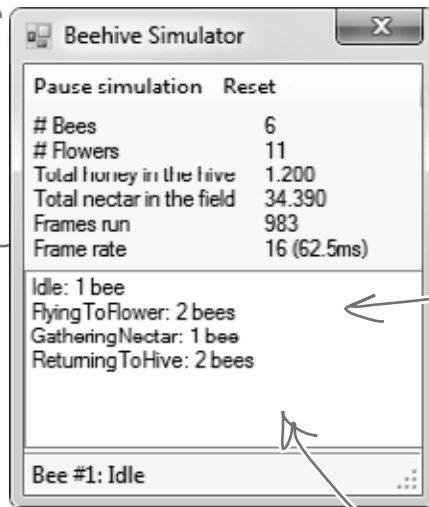 Beehive Simulator
Pause simulation Reset
# Bees 6
# Flowers 11
Total honey in the hive 1.200
Total nectar in the field 34.390
Frames run 983
Frame rate 16 (62.5ms)
Idle: 1 bee
FlyingToFlower: 2 bees
GatheringNectar: 1 bee
ReturningToHive: 2 bees
Bee #1: Idle